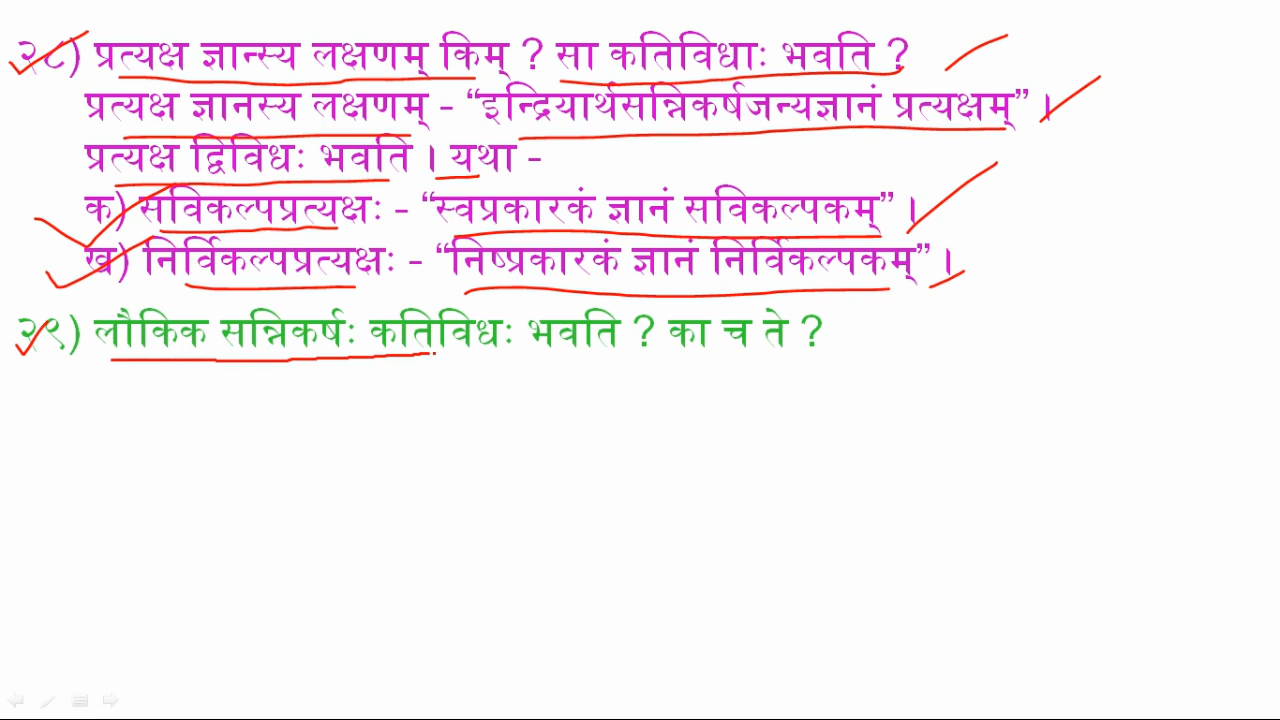 २८) प्रत्यक्ष ज्ञान्स्य लक्षणम् किम् ? सा कतिविधाः भवति ?
प्रत्यक्ष ज्ञानस्य लक्षणम् - “इन्द्रियार्थसन्निकर्षजन्यज्ञानं प्रत्यक्षम्” ।
प्रत्यक्ष द्विविधः भवति । यथा -
क) सविकल्पप्रत्यक्षः - “स्वप्रकारकं ज्ञानं सविकल्पकम्” ।
ख) निर्विकल्पप्रत्यक्षः - “निष्प्रकारकं ज्ञानं निर्विकल्पकम्” ।
२९) लौकिक सन्निकर्षः कतिविधः भवति ? का च ते ?